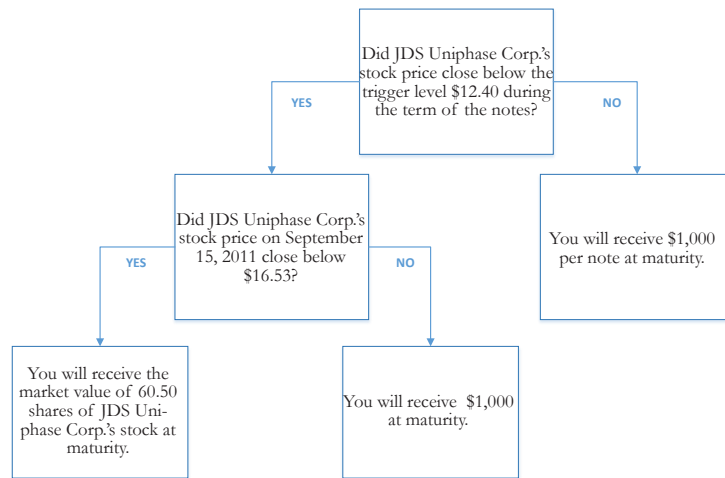 Did JDS Uniphase Corp.'s
stock price close below the
trigger level $12.40 during
the term of the notes?
YES
NO
Did JDS Uniphase Corp.'s
stock price on September
15, 2011 close below
$16.53?
You will receive $1,000
per note at maturity.
YES
NO
You will receive the
market value of 60.50
shares of JDS Uni-
phase Corp.'s stock at
maturity.
You will receive $1,000
at maturity.